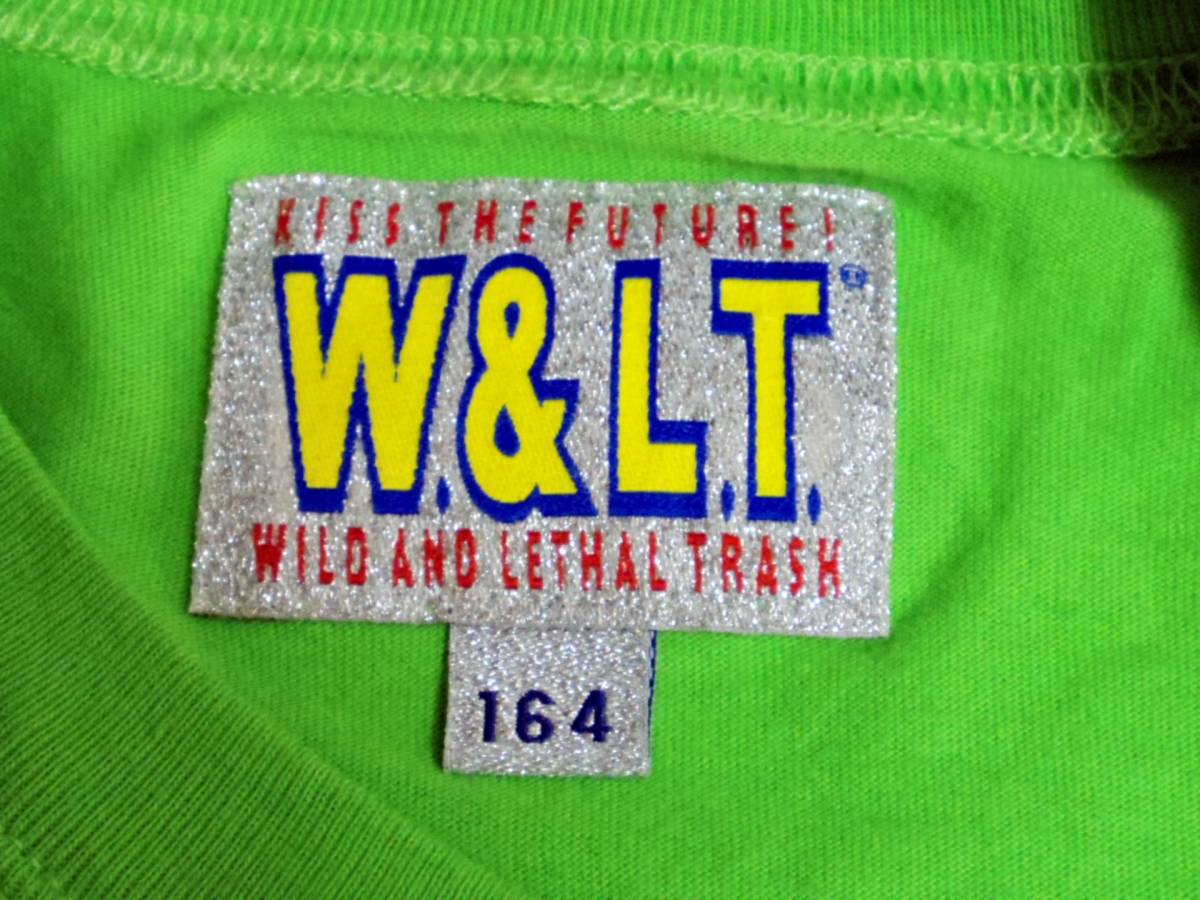 KISS THE FUTURE!
W.&L.T.®
WILD AND LETHAL TRASH
164